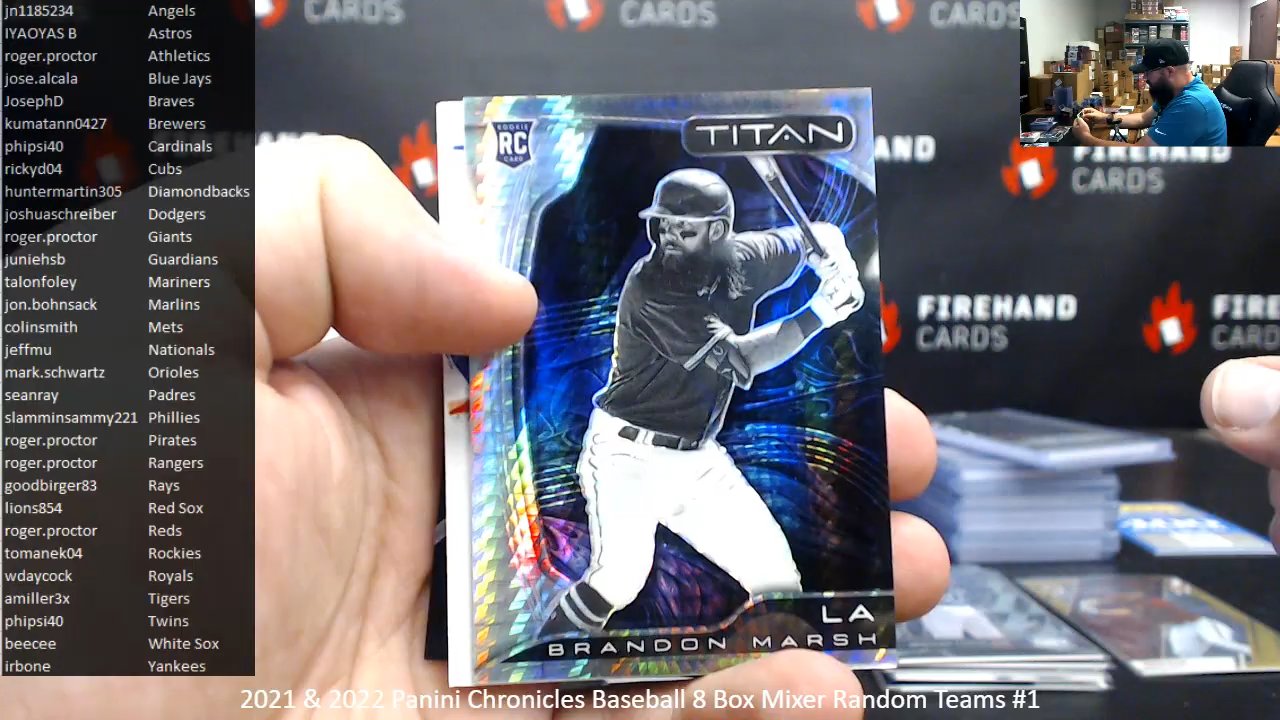 jn1185234 Angels
IYAOYAS B Astros
roger.proctor Athletics
jose.alcala Blue Jays
JosephD Braves
kumatann0427 Brewers
phipsi40 Cardinals
rickyd04 Cubs
huntermartin305 Diamondbacks
joshuaschreiber Dodgers
roger.proctor Giants
juniehsb Guardians
talonfoley Mariners
jon.bohnsack Marlins
colinsmith Mets
jeffmu Nationals
mark.schwartz Orioles
seanray Padres
slamminsammy221 Phillies
roger.proctor Pirates
roger.proctor Rangers
goodbirger83 Rays
lions854 Red Sox
roger.proctor Reds
tomanek04 Rockies
wdaycock Royals
amiller3x Tigers
phipsi40 Twins
beecee White Sox
irbone Yankees
CARDS
CARDS
CARDS
ROOKIE
RC
CARD
TITAN
FIREHAND
CARDS
FIREHAND
CARDS
LA
BRANDON MARSH
2021 & 2022 Panini Chronicles Baseball 8 Box Mixer Random Teams #1